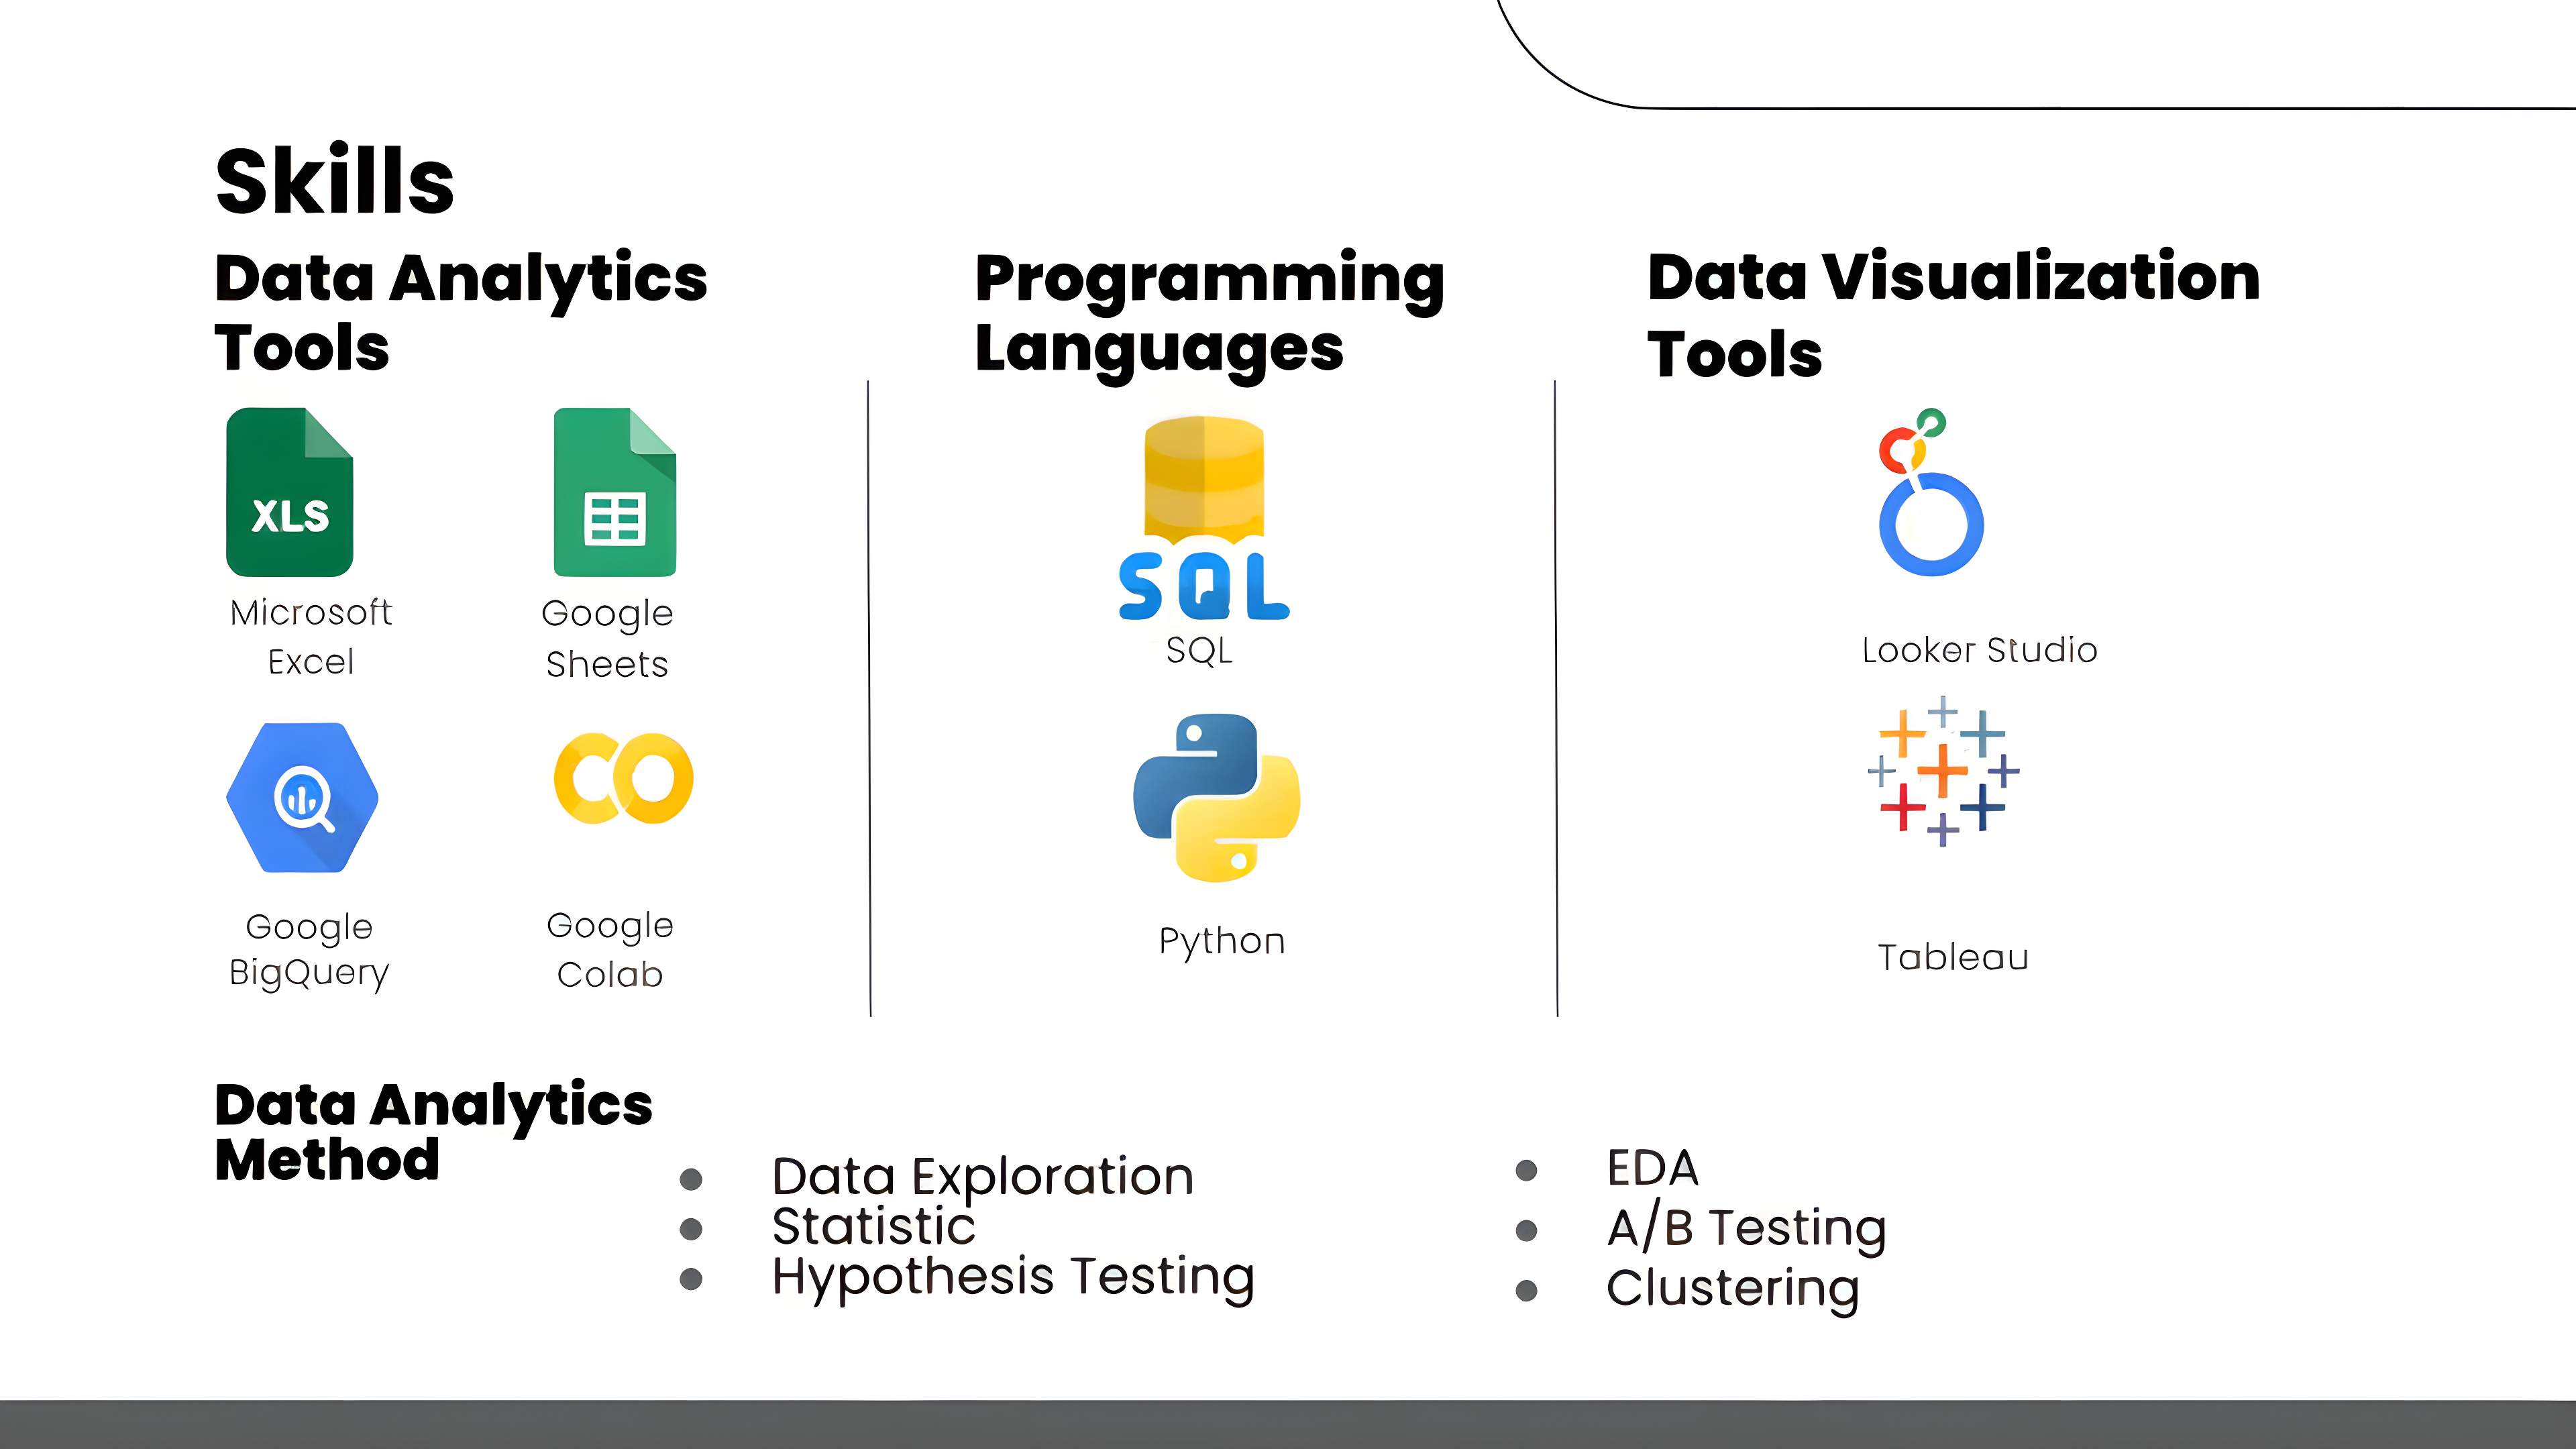 Skills
Data Analytics
Tools
XLS
Microsoft
Excel
Google
Sheets
Google
BigQuery
CO
Google
Colab
Programming
Languages
SQL
SQL
Python
Data Visualization
Tools
Looker Studio
Tableau
Data Analytics
Method
Data Exploration
Statistic
Hypothesis Testing
EDA
A/B Testing
Clustering